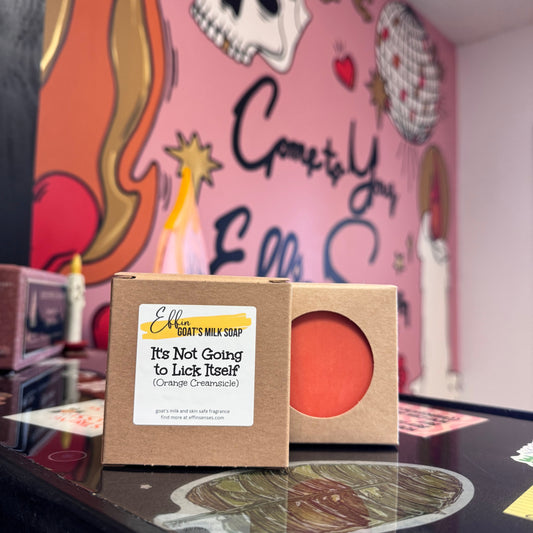 Come to Your
Effin
Effin
GOAT'S MILK SOAP
It's Not Going
to Lick Itself
(Orange Creamsicle)
goat's milk and skin safe fragrance
find more at effinsenses.com